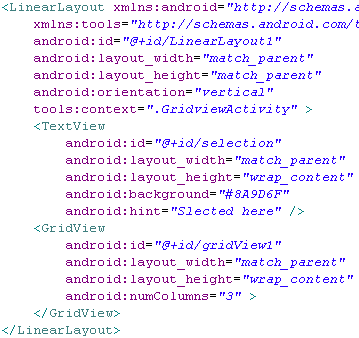 <LinearLayout xmlns:android="http://schemas.a
xmlns:tools="http://schemas.android.com/t
android:id="@+id/LinearLayout1"
android:layout_width="match_parent"
android:layout_height="match_parent"
android:orientation="vertical"
tools:context=".GridviewActivity" >
<TextView
android:id="@+id/selection"
android:layout_width="match_parent"
android:layout_height="wrap_content"
android:background="#8A9D6F"
android:hint="Slected here" />
<GridView
android:id="@+id/gridView1"
android:layout_width="match_parent"
android:layout_height="wrap_content"
android:numColumns="3" >
</GridView>
</LinearLayout>